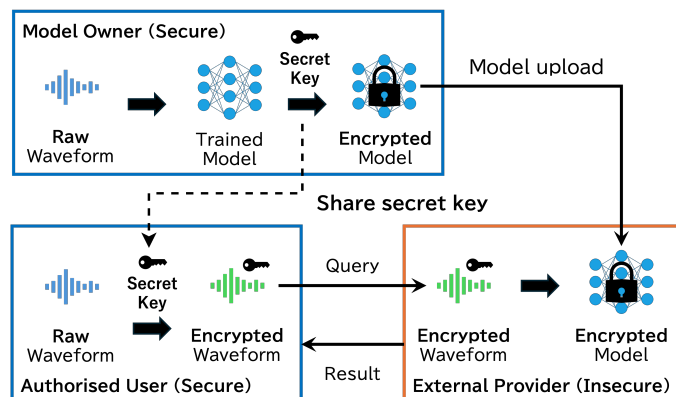 Model Owner (Secure)
Secret
Key
Raw
Waveform
Trained
Model
Encrypted
Model
Model upload
Share secret key
Secret
Key
Raw
Waveform
Encrypted
Waveform
Authorised User (Secure)
Query
Result
Encrypted
Waveform
Encrypted
Model
External Provider (Insecure)